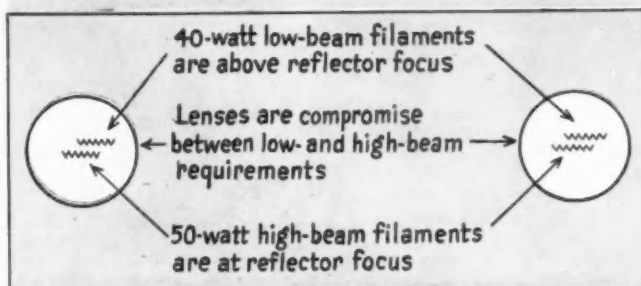 40-watt low-beam filaments
are above reflector focus
Lenses are compromise
between low- and high-beam
requirements
50-watt high-beam filaments
are at reflector focus